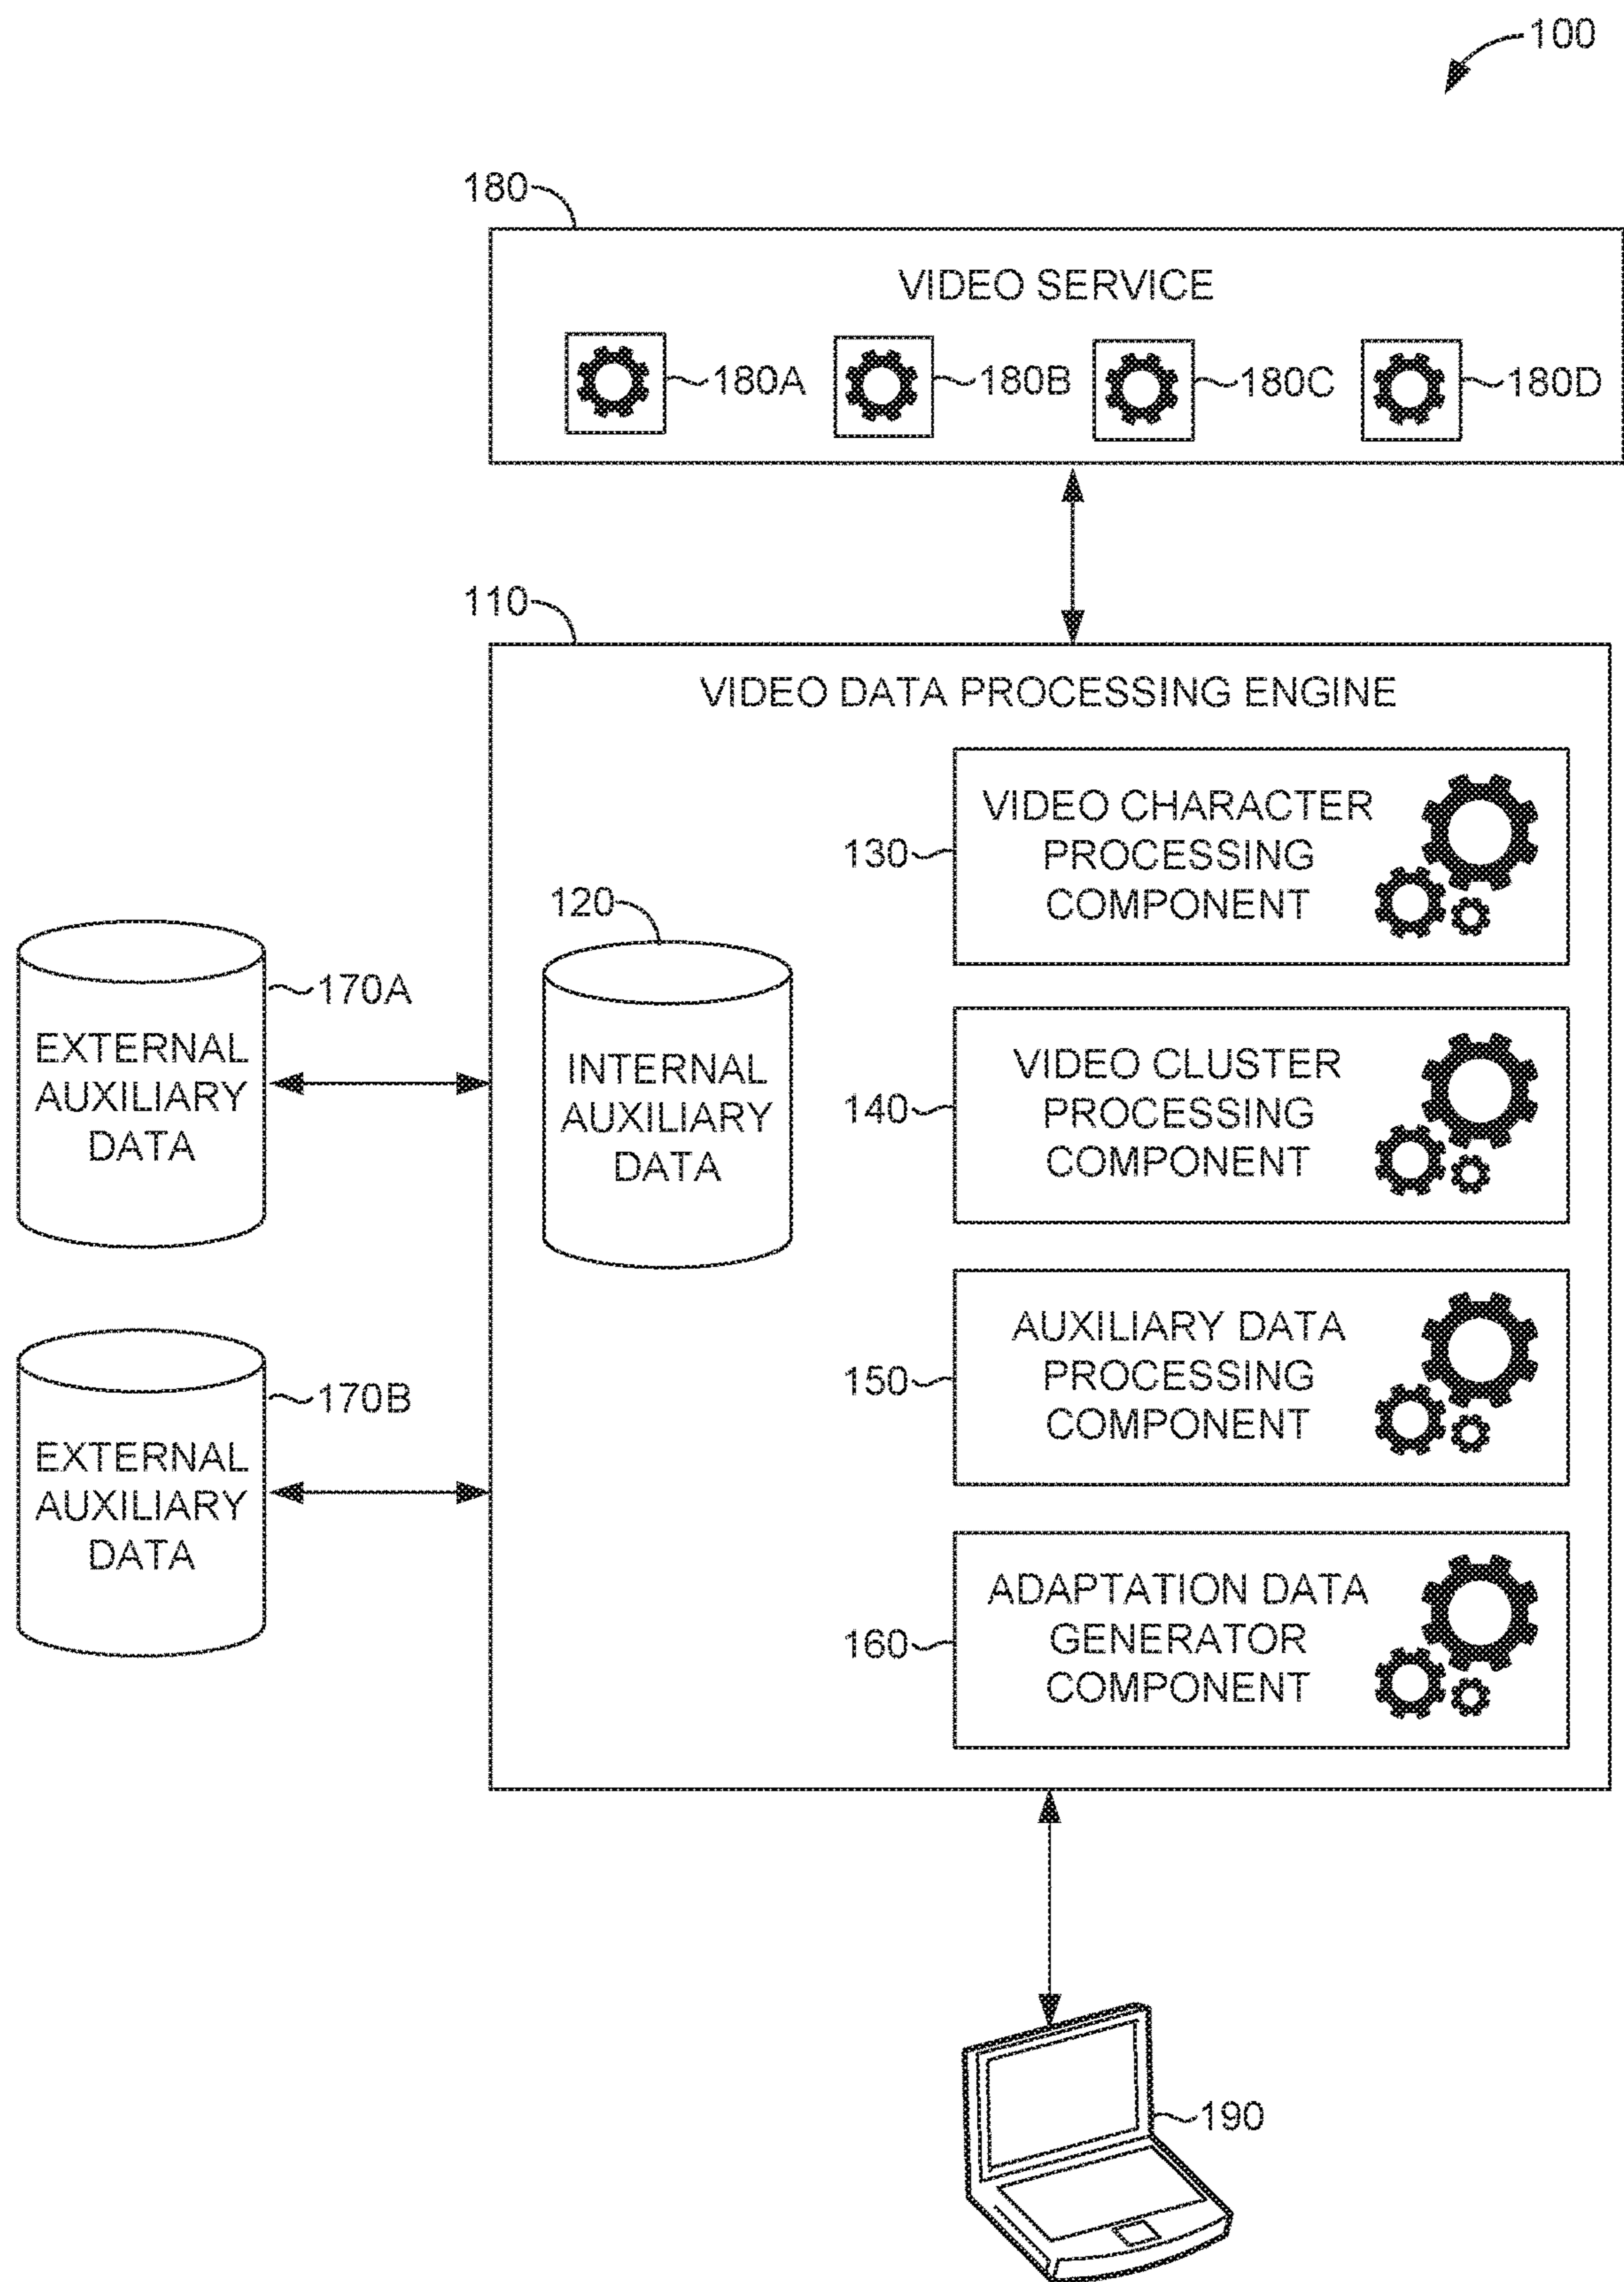 100
180
VIDEO SERVICE
180A
180B
180C
180D
110
VIDEO DATA PROCESSING ENGINE
130
VIDEO CHARACTER
PROCESSING
COMPONENT
120
INTERNAL
AUXILIARY
DATA
170A
EXTERNAL
AUXILIARY
DATA
140
VIDEO CLUSTER
PROCESSING
COMPONENT
150
AUXILIARY DATA
PROCESSING
COMPONENT
170B
EXTERNAL
AUXILIARY
DATA
160
ADAPTATION DATA
GENERATOR
COMPONENT
190